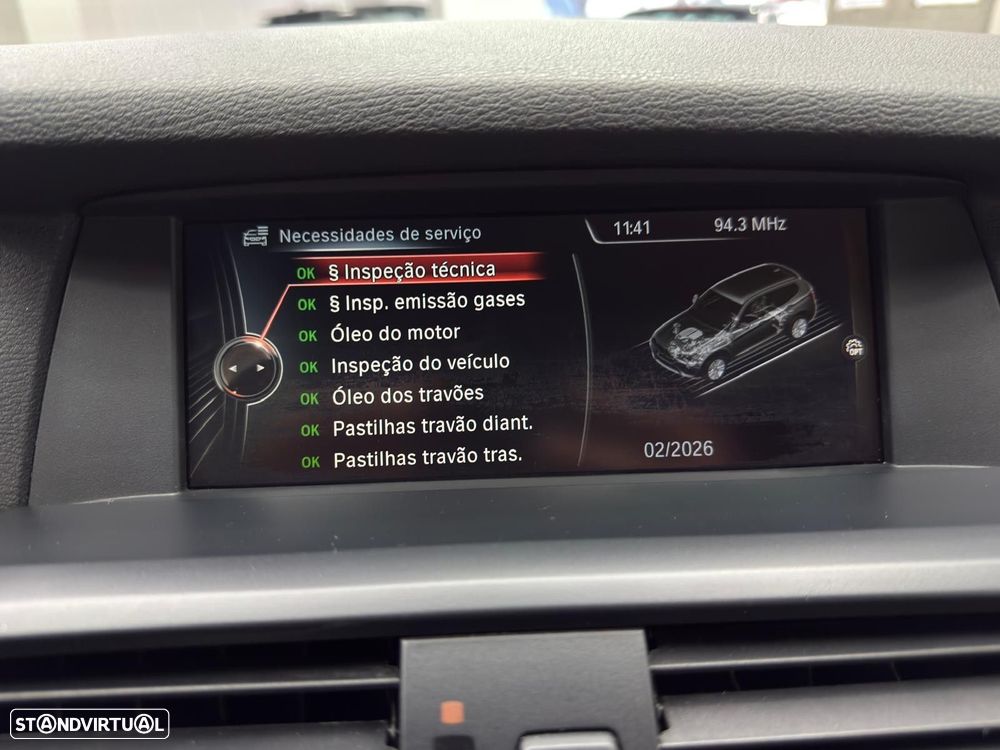 Necessidades de serviço
11:41
94.3 MHz
OK § Inspeção técnica
OK § Insp. emissão gases
OK Óleo do motor
OK Inspeção do veículo
OK Óleo dos travões
OK Pastilhas travão diant.
OK Pastilhas travão tras.
OPT
02/2026
STANDVIRTUAL